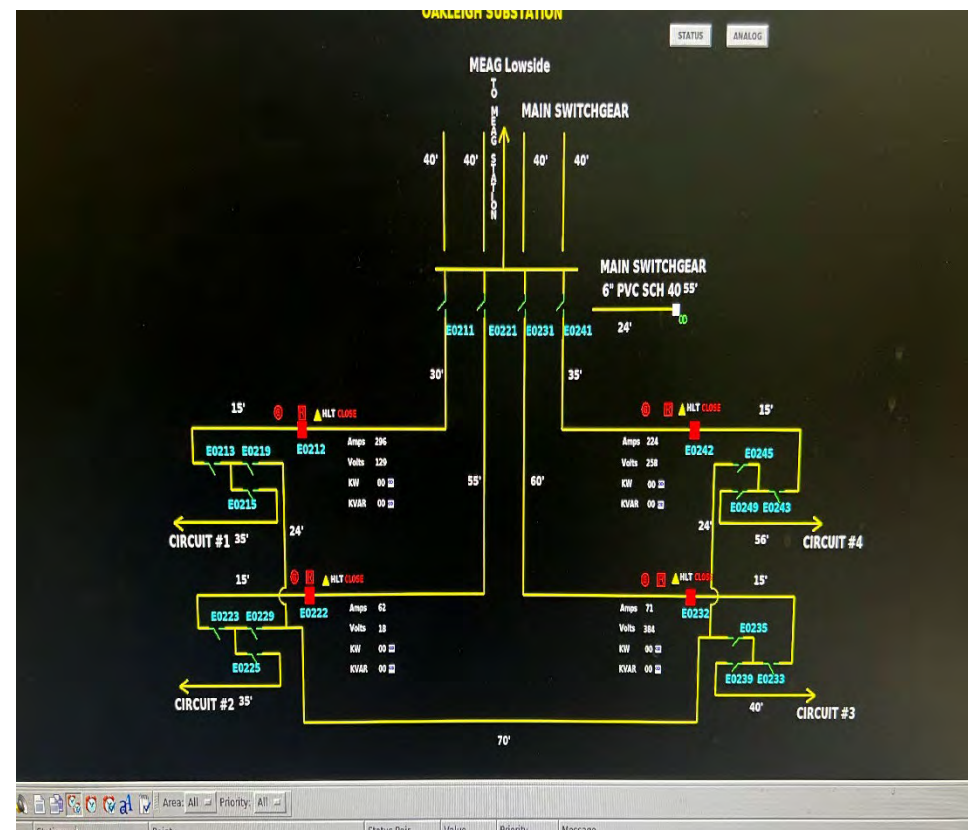 OAKLEIGH SUBSTATION
STATUS
ANALOG
MEAG Lowside
TO MEAG STATION
MAIN SWITCHGEAR
40'
40'
40'
40'
MAIN SWITCHGEAR
6" PVC SCH 40 55'
24'
E0211
E0221
E0231
E0241
30'
35'
15'
HLT CLOSE
E0212
E0213
E0219
E0215
Amps 296
Volts 129
KW 00
KVAR 00
CIRCUIT #1
35'
24'
55'
60'
HLT CLOSE
15'
E0242
E0245
E0249
E0243
Amps 224
Volts 258
KW 00
KVAR 00
24'
56'
CIRCUIT #4
15'
HLT CLOSE
E0222
E0223
E0229
E0225
Amps 62
Volts 18
KW 00
KVAR 00
CIRCUIT #2
35'
HLT CLOSE
15'
E0232
E0235
E0239
E0233
Amps 71
Volts 384
KW 00
KVAR 00
40'
CIRCUIT #3
70'
Area: All
Priority: All
Value
Priority
Message